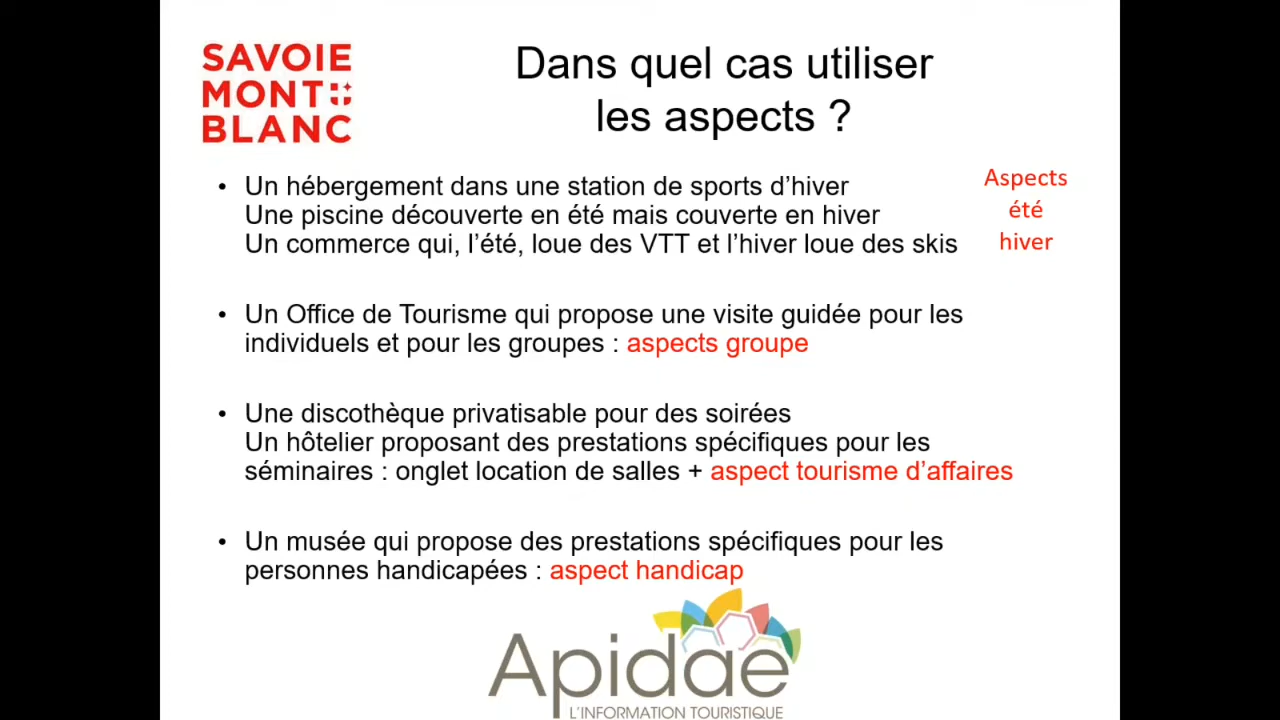 SAVOIE
MONT
BLANC
Dans quel cas utiliser
les aspects ?
• Un hébergement dans une station de sports d’hiver
Une piscine découverte en été mais couverte en hiver
Un commerce qui, l’été, loue des VTT et l’hiver loue des skis
Aspects
été
hiver
• Un Office de Tourisme qui propose une visite guidée pour les
individuels et pour les groupes : aspects groupe
• Une discothèque privatisable pour des soirées
Un hôtelier proposant des prestations spécifiques pour les
séminaires : onglet location de salles + aspect tourisme d’affaires
• Un musée qui propose des prestations spécifiques pour les
personnes handicapées : aspect handicap
Apidae
L’INFORMATION TOURISTIQUE